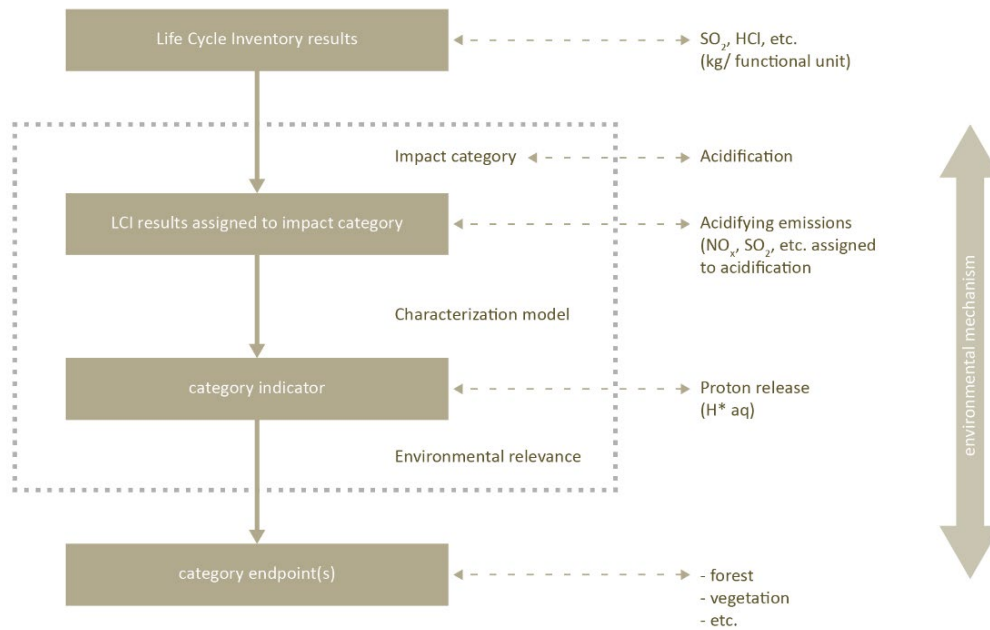 Life Cycle Inventory results
SO₂, HCl, etc.
(kg/ functional unit)
Impact category
Acidification
LCI results assigned to impact category
Acidifying emissions
(NOₓ, SO₂, etc. assigned
to acidification
Characterization model
category indicator
Proton release
(H* aq)
Environmental relevance
category endpoint(s)
- forest
- vegetation
- etc.
environmental mechanism